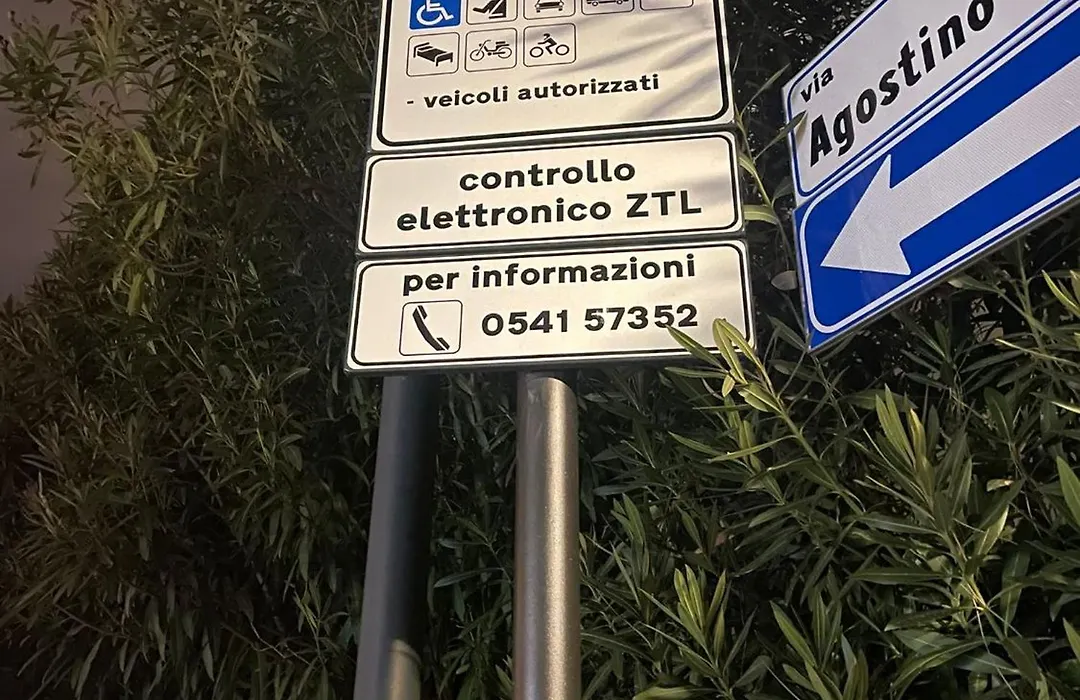 - veicoli autorizzati
controllo
elettronico ZTL
per informazioni
0541 57352
via
Agostino